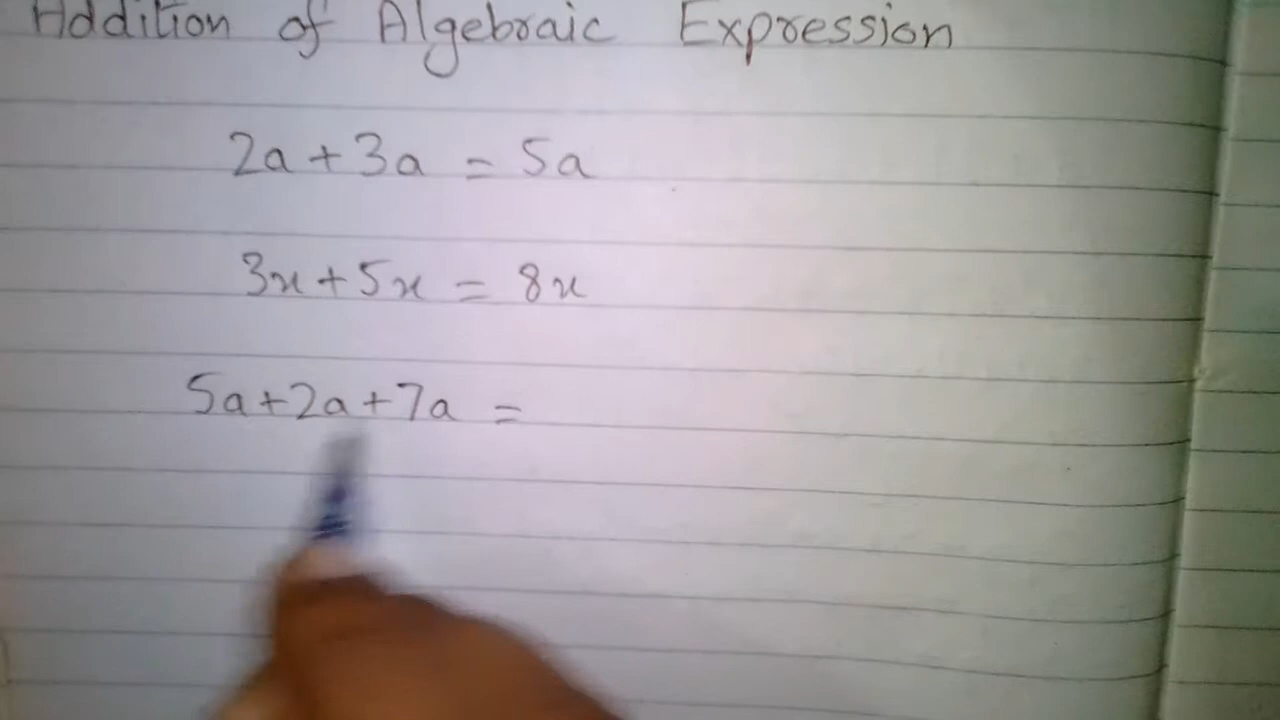 Addition of Algebraic Expression
2a + 3a = 5a
3x + 5x = 8x
5a + 2a + 7a =